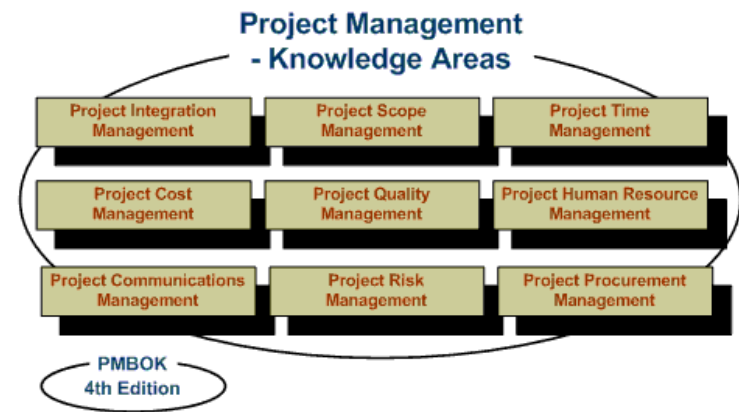 Project Management
- Knowledge Areas
Project Integration
Management
Project Scope
Management
Project Time
Management
Project Cost
Management
Project Quality
Management
Project Human Resource
Management
Project Communications
Management
Project Risk
Management
Project Procurement
Management
PMBOK
4th Edition